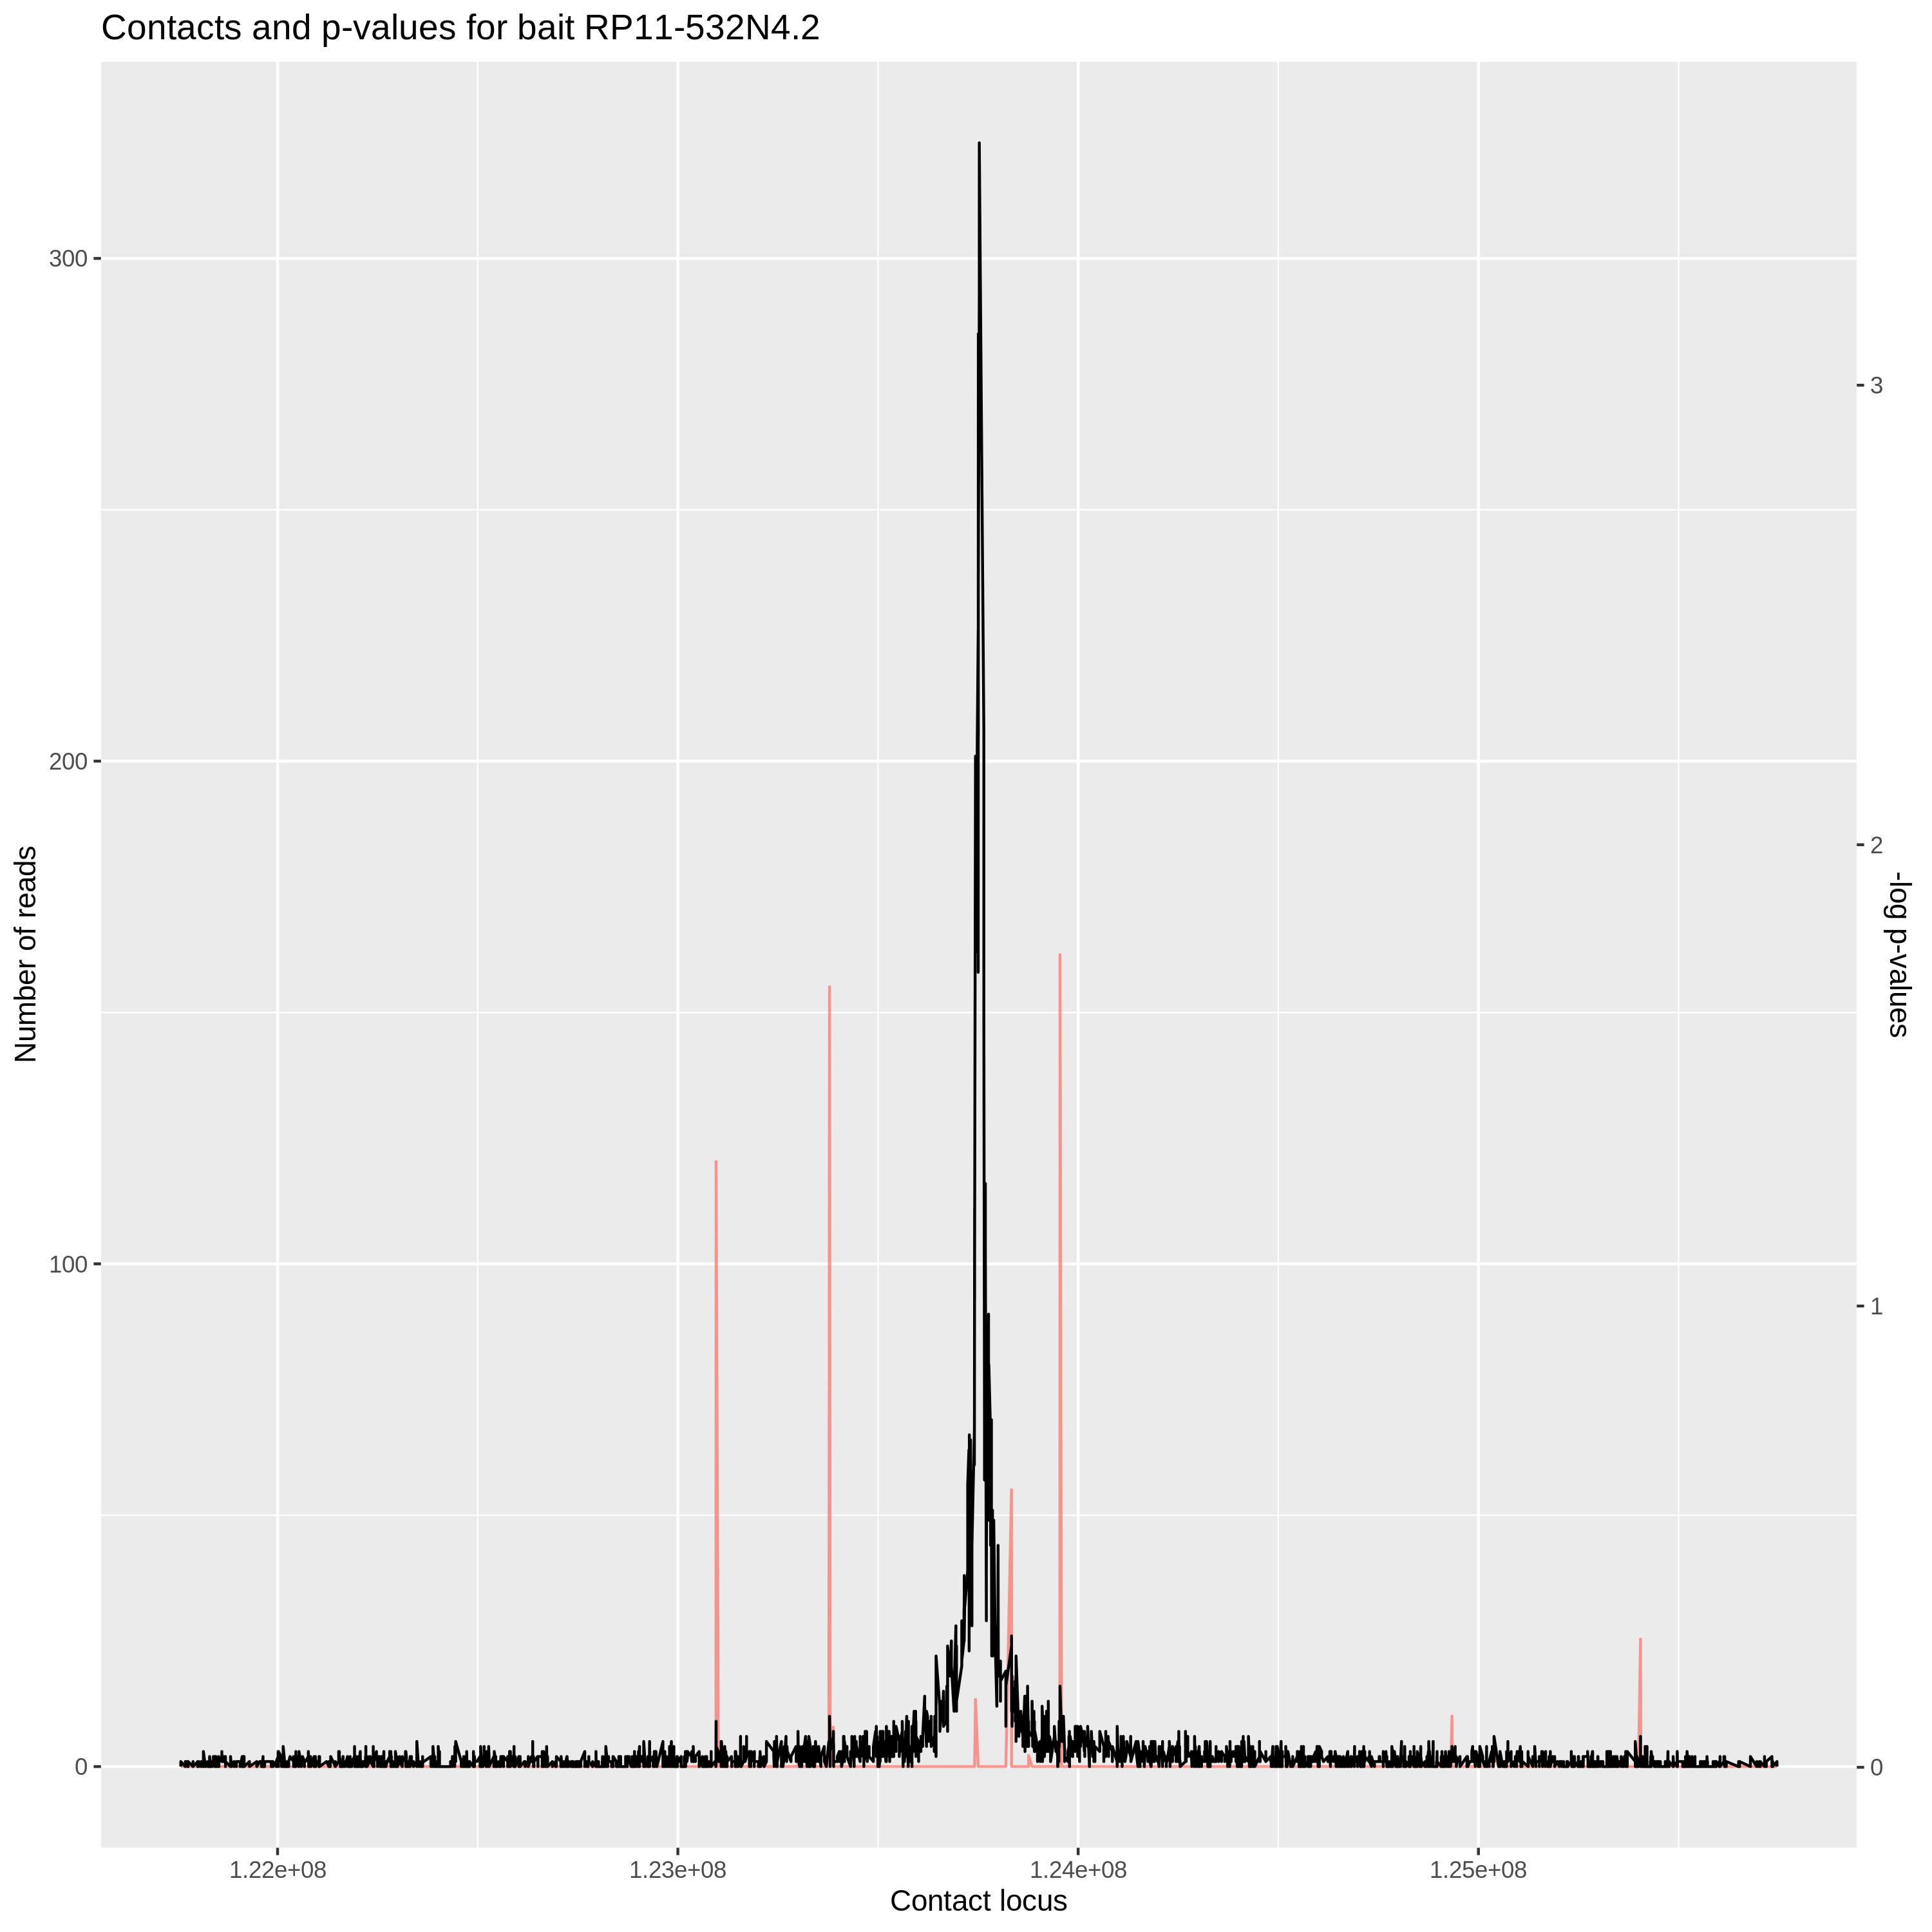 Contacts and p-values for bait RP11-532N4.2
300
200
100
0
3
2
1
0
Number of reads
-log p-values
1.22e+08
1.23e+08
1.24e+08
1.25e+08
Contact locus